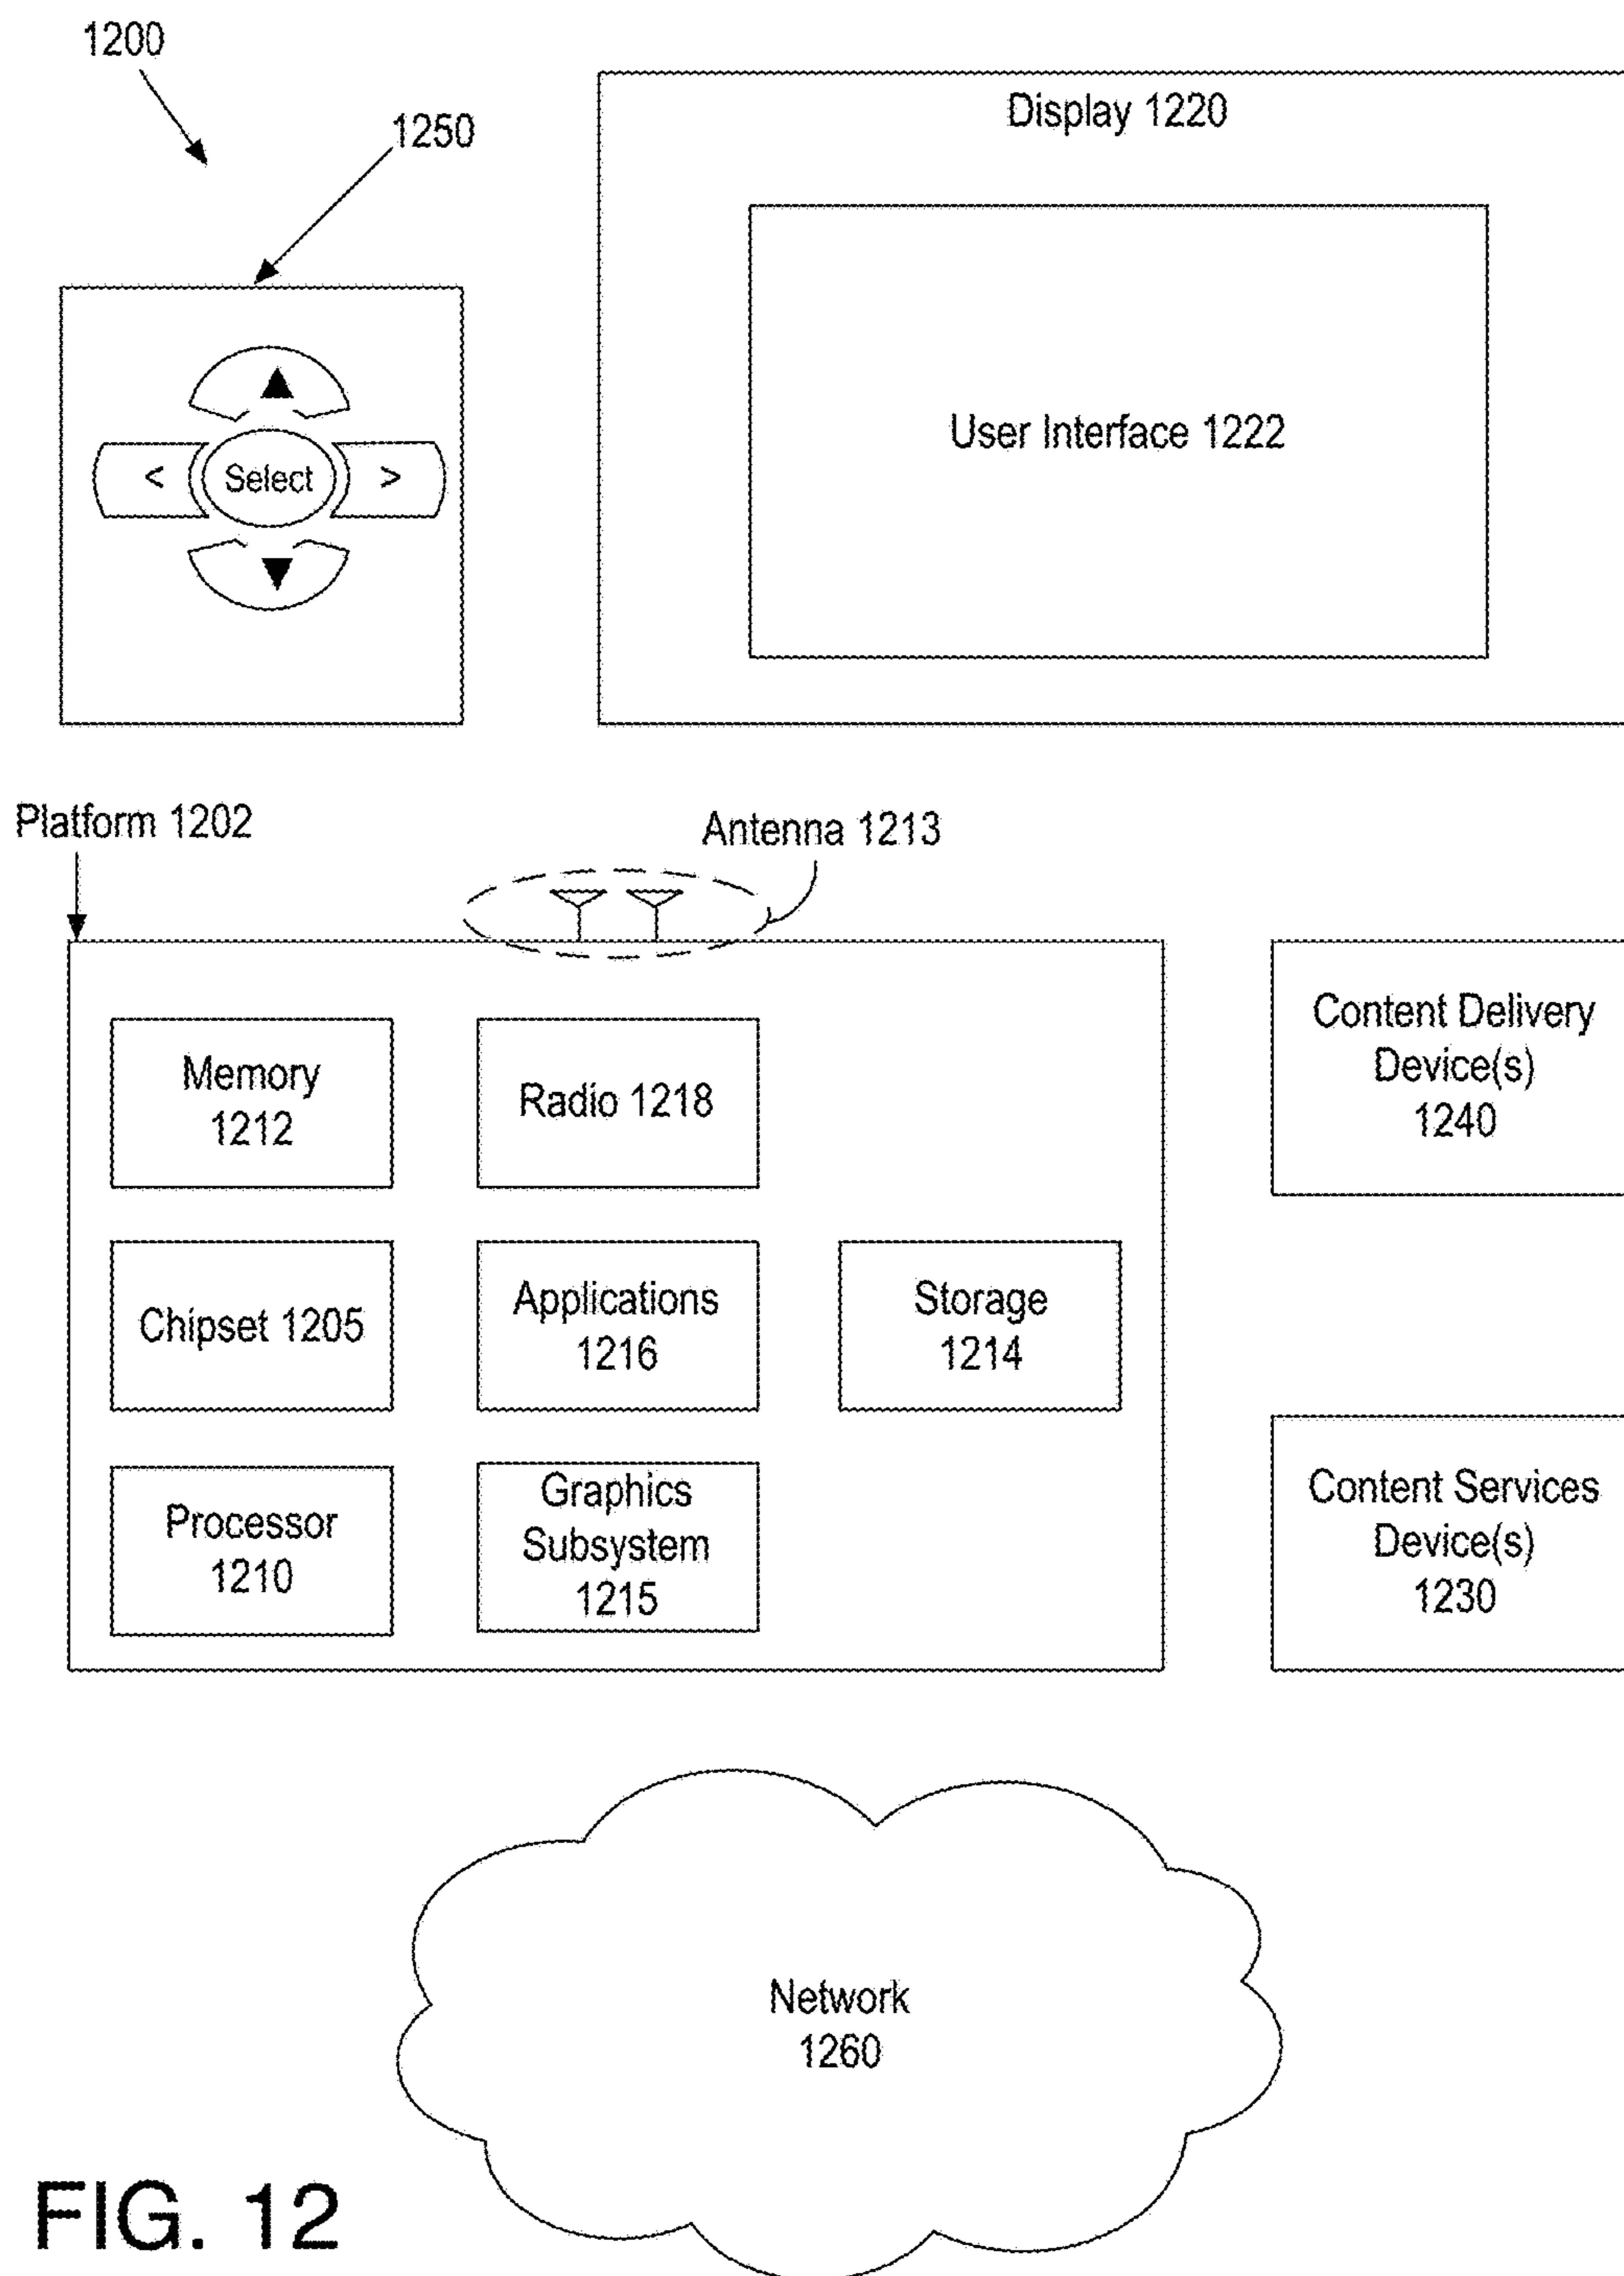 1200
1250
Display 1220
User Interface 1222
<
Select
>
Platform 1202
Antenna 1213
Memory
1212
Radio 1218
Content Delivery
Device(s)
1240
Chipset 1205
Applications
1216
Storage
1214
Processor
1210
Graphics
Subsystem
1215
Content Services
Device(s)
1230
Network
1260
FIG. 12